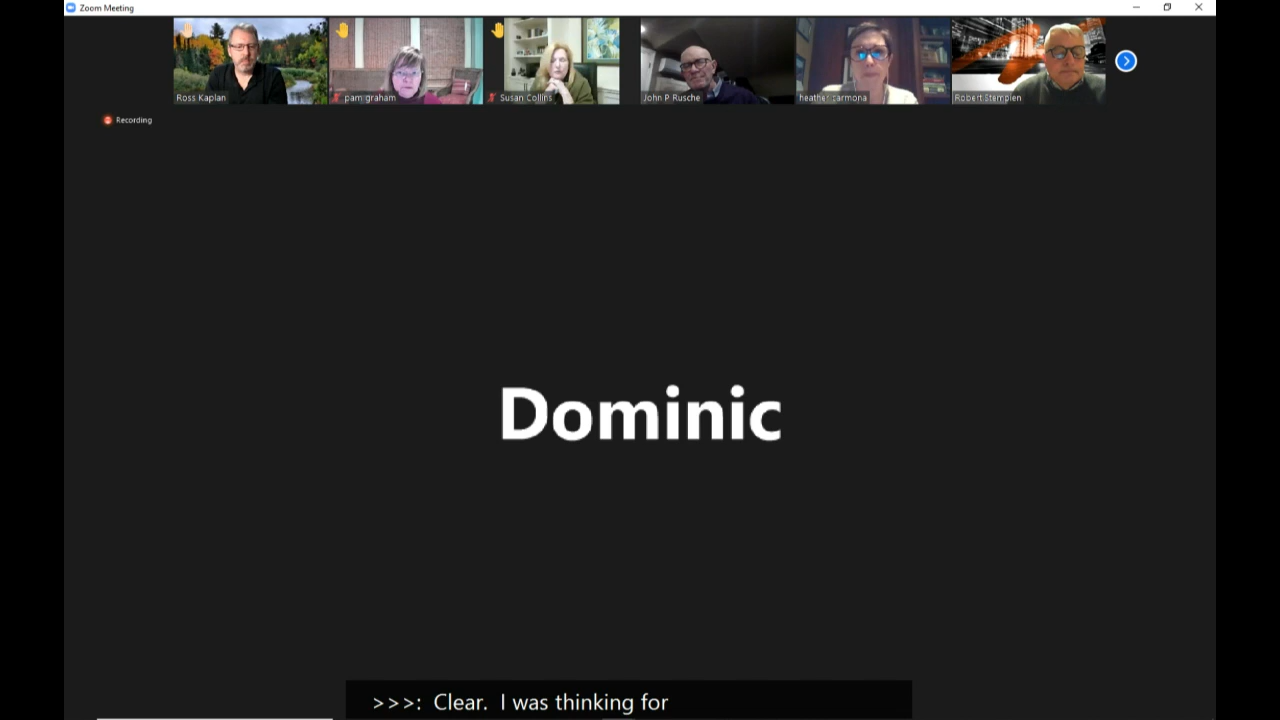 Zoom Meeting
Ross Kaplan
pam graham
Susan Collins
John P Rusche
heather carmona
Robert Stempien
Recording
Dominic
>>>: Clear. I was thinking for